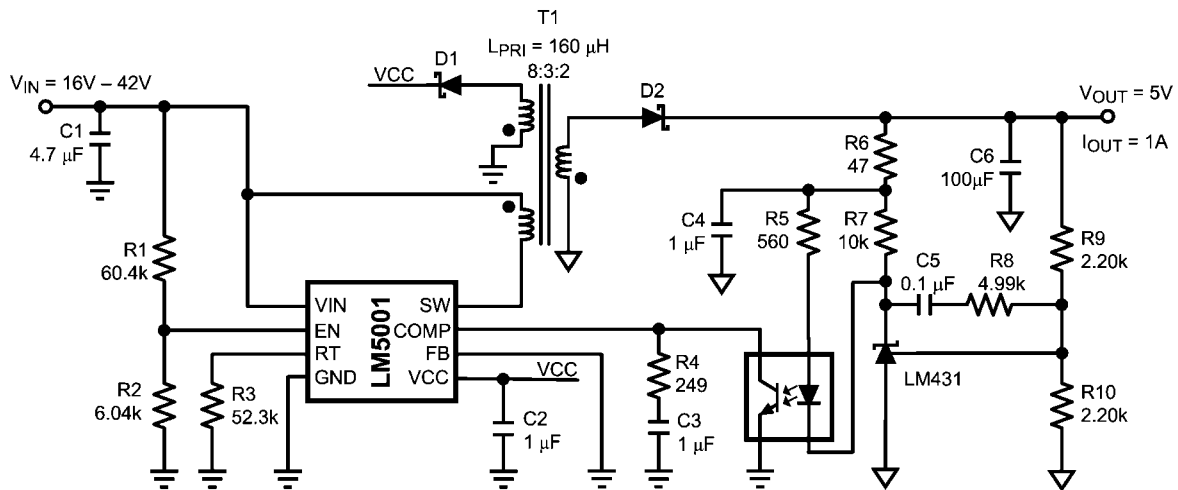 T1
LPRI = 160 µH
8:3:2
D1
VCC
VIN = 16V – 42V
C1
4.7 µF
D2
VOUT = 5V
IOUT = 1A
R6
47
C6
100µF
C4
1 µF
R5
560
R7
10k
R9
2.20k
C5
0.1 µF
R8
4.99k
R1
60.4k
VIN
EN
RT
GND
LM5001
SW
COMP
FB
VCC
VCC
R4
249
LM431
R2
6.04k
R3
52.3k
C2
1 µF
C3
1 µF
R10
2.20k